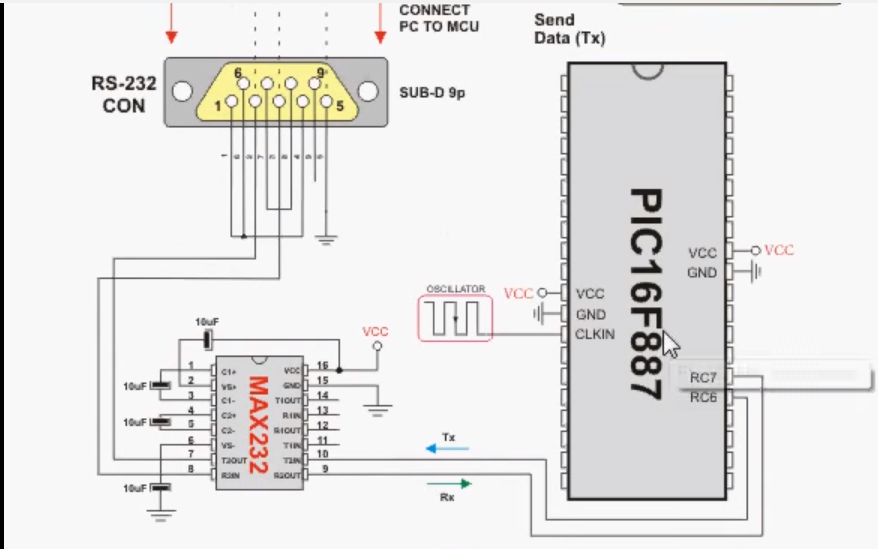 CONNECT
PC TO MCU
Send
Data (Tx)
RS-232
CON
6
9
1
5
SUB-D 9p
PIC16F887
VCC
VCC
GND
OSCILLATOR
VCC
VCC
GND
CLKIN
RC7
RC6
10uF
VCC
10uF
10uF
10uF
MAX232
1
2
3
4
5
6
7
8
C1+
VS+
C1-
C2+
C2-
VS-
T2OUT
R2IN
VCC
GND
T1OUT
R1IN
R1OUT
T1IN
T2IN
R2OUT
16
15
14
13
12
11
10
9
Tx
Rx